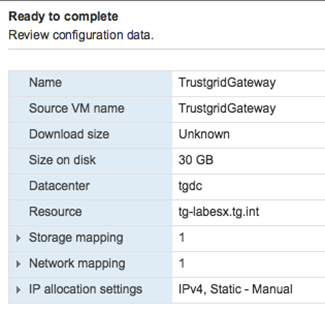 Ready to complete
Review configuration data.
Name TrustgridGateway
Source VM name TrustgridGateway
Download size Unknown
Size on disk 30 GB
Datacenter tgdc
Resource tg-labesx.tg.int
Storage mapping 1
Network mapping 1
IP allocation settings IPv4, Static - Manual